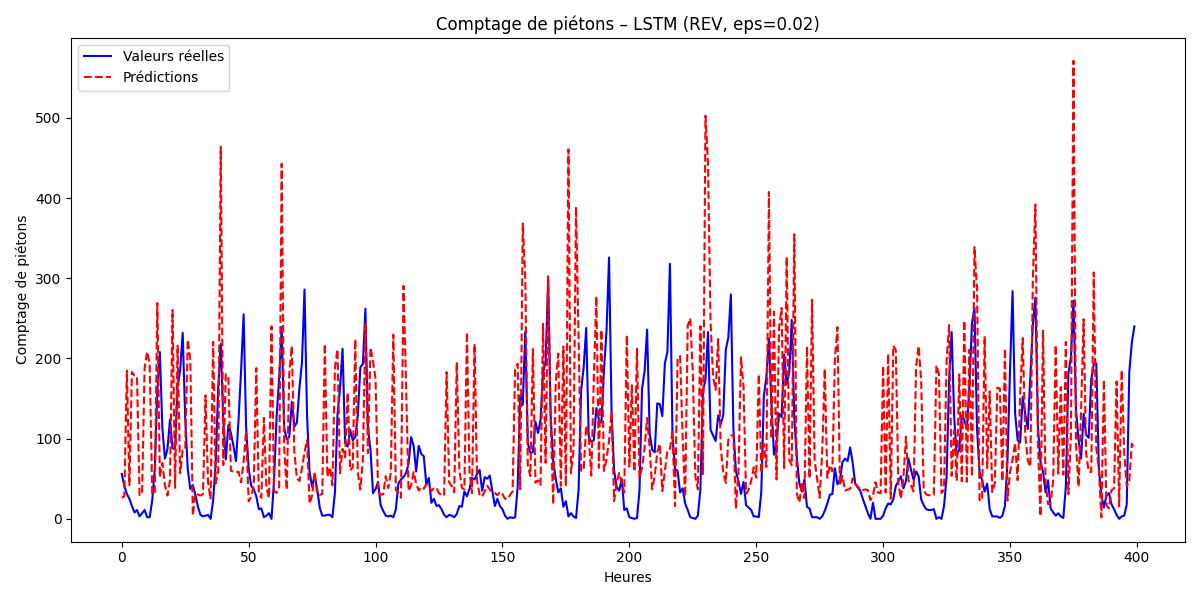 Comptage de piétons – LSTM (REV, eps=0.02)
Valeurs réelles
Prédictions
Comptage de piétons
500
400
300
200
100
0
0 50 100 150 200 250 300 350 400
Heures